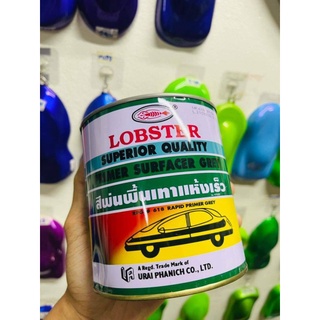 LOBSTER
SUPERIOR QUALITY
PRIMER SURFACER GREY
สีพ่นพื้นเทาแห้งเร็ว
RAPID PRIMER GREY
A Regd. Trade Mark of
URAI PHANICH CO., LTD.